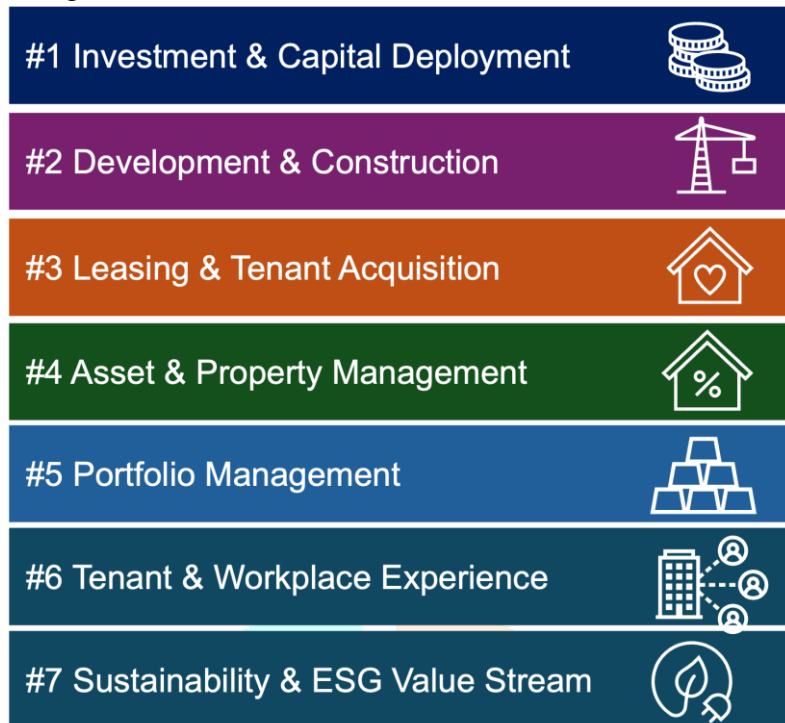 #1 Investment & Capital Deployment
#2 Development & Construction
#3 Leasing & Tenant Acquisition
%
#4 Asset & Property Management
#5 Portfolio Management
#6 Tenant & Workplace Experience
#7 Sustainability & ESG Value Stream